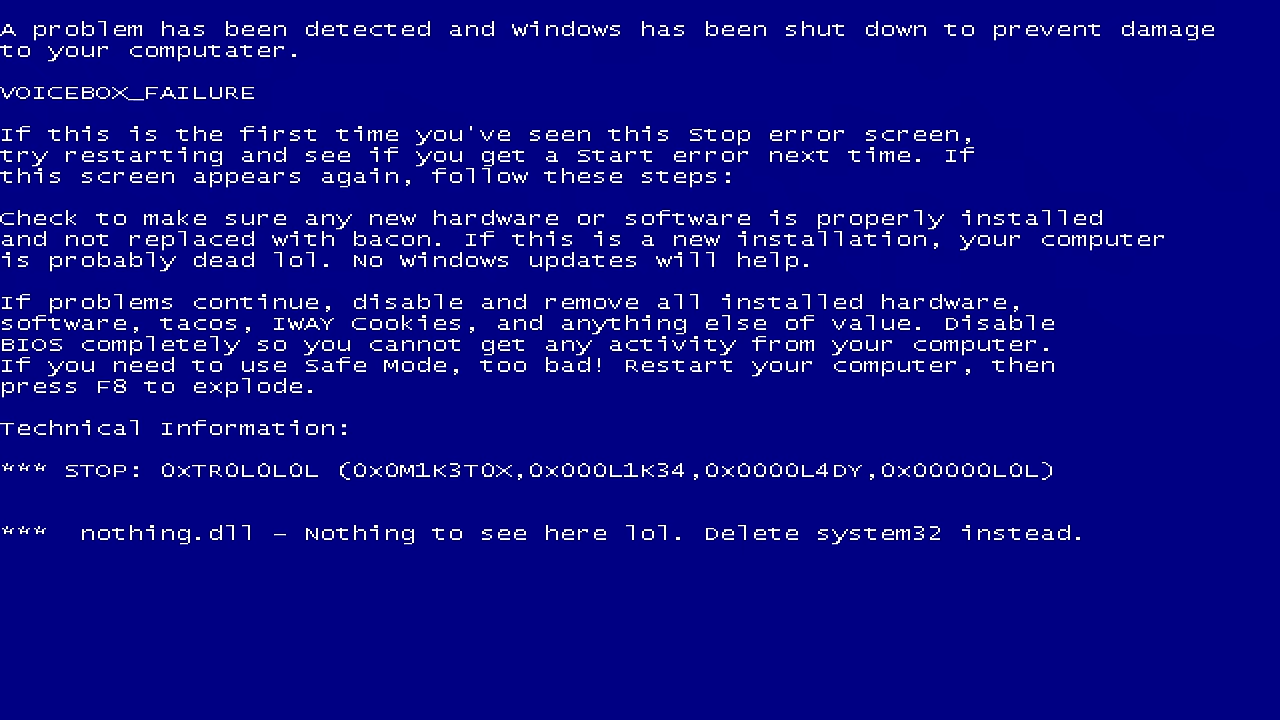 A problem has been detected and Windows has been shut down to prevent damage
to your computater.
VOICEBOX_FAILURE
If this is the first time you've seen this Stop error screen,
try restarting and see if you get a Start error next time. If
this screen appears again, follow these steps:
Check to make sure any new hardware or software is properly installed
and not replaced with bacon. If this is a new installation, your computer
is probably dead lol. No Windows updates will help.
If problems continue, disable and remove all installed hardware,
software, tacos, IWAY Cookies, and anything else of value. Disable
BIOS completely so you cannot get any activity from your computer.
If you need to use Safe Mode, too bad! Restart your computer, then
press F8 to explode.
Technical Information:
*** STOP: 0xTR0L0L0L (0x0M1K3T0X,0x000L1K34,0x0000L4DY,0x00000L0L)
***  nothing.dll – Nothing to see here lol. Delete system32 instead.